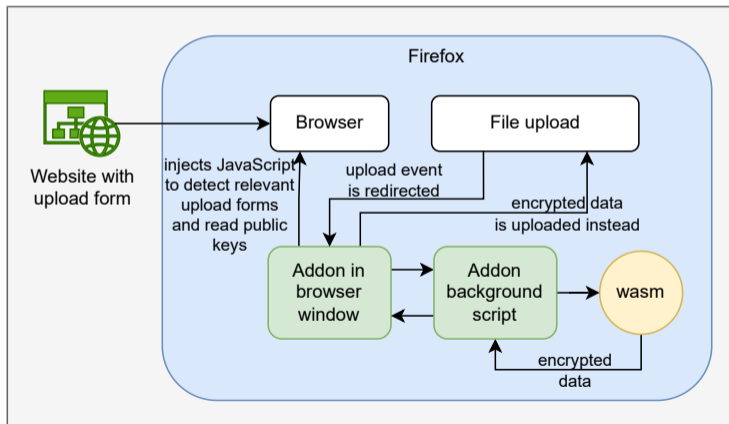 Firefox
Browser
File upload
Website with
upload form
injects JavaScript
to detect relevant
upload forms
and read public
keys
upload event
is redirected
encrypted data
is uploaded instead
Addon in
browser
window
Addon
background
script
wasm
encrypted
data